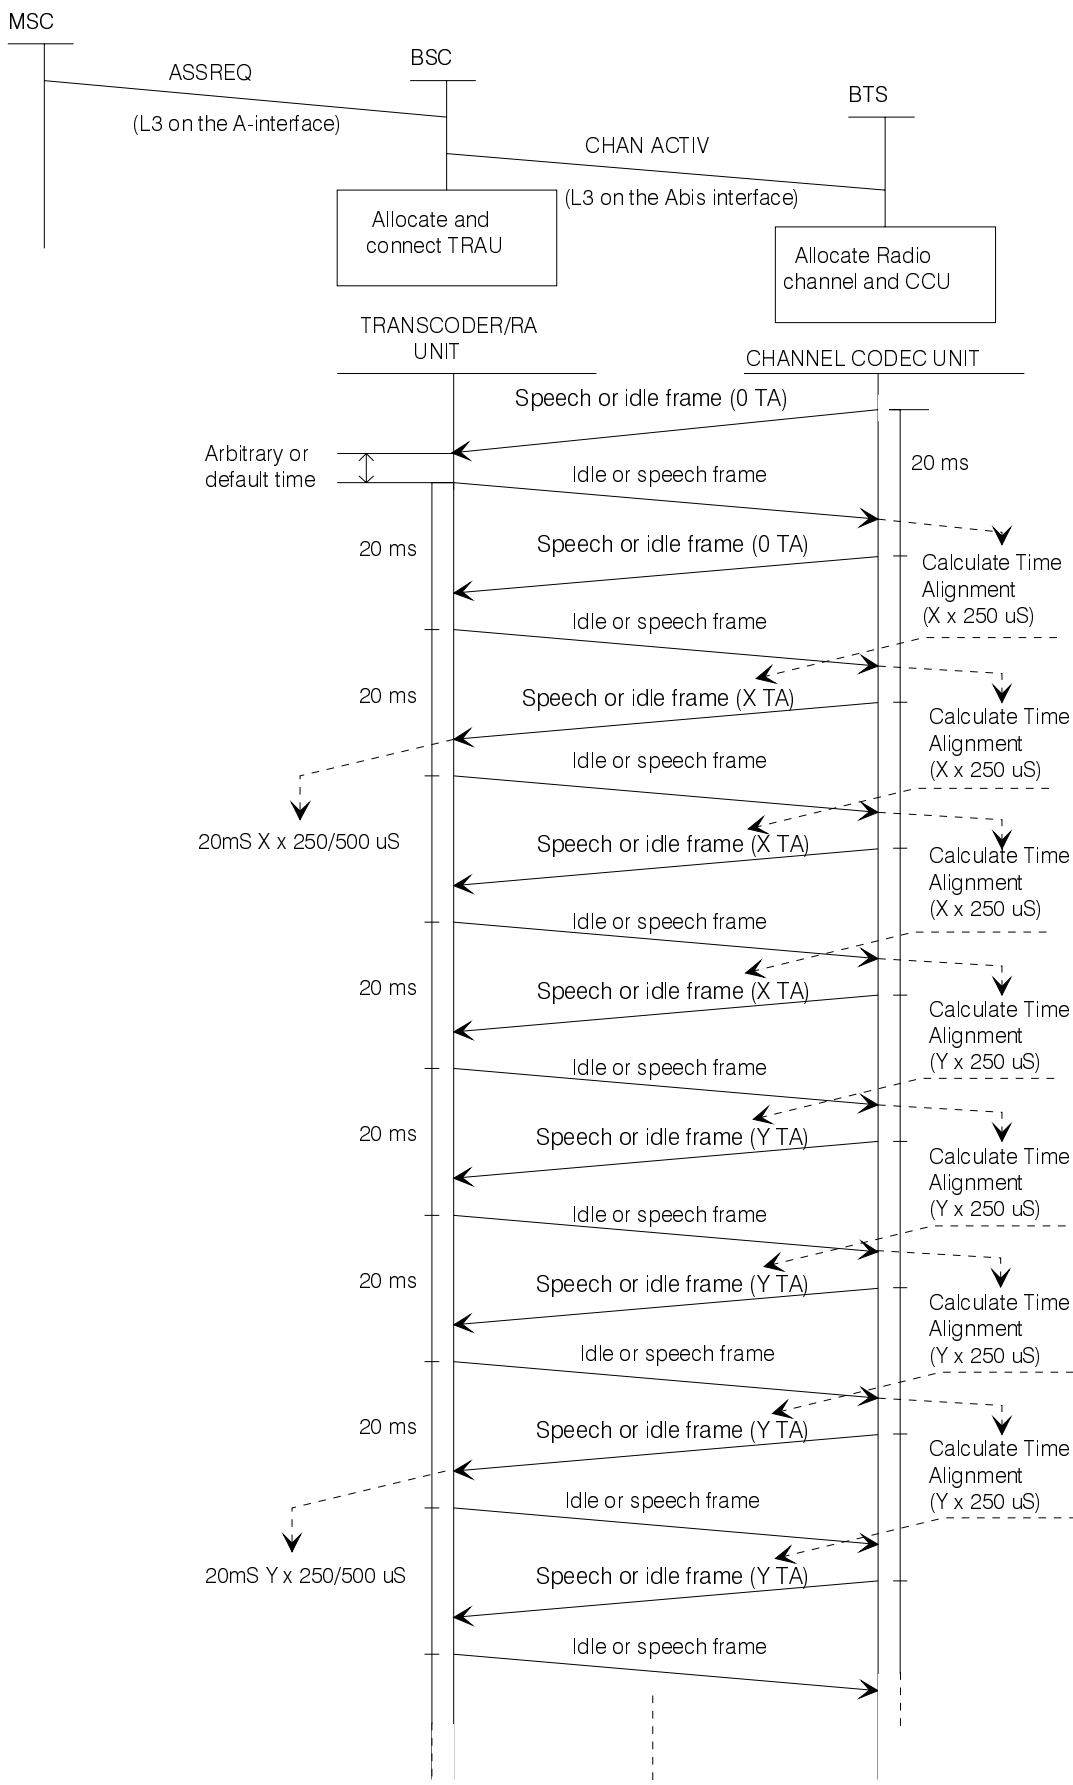 MSC
BSC
ASSREQ
BTS
(L3 on the A-interface)
CHAN ACTIV
(L3 on the Abis interface)
Allocate and
connect TRAU
Allocate Radio
channel and CCU
TRANSCODER/RA
UNIT
CHANNEL CODEC UNIT
Speech or idle frame (0 TA)
Arbitrary or
default time
20 ms
Idle or speech frame
20 ms
Speech or idle frame (0 TA)
Calculate Time
Alignment
(X x 250 uS)
Idle or speech frame
20 ms
Speech or idle frame (X TA)
Calculate Time
Alignment
(X x 250 uS)
Idle or speech frame
20mS X x 250/500 uS
Speech or idle frame (X TA)
Calculate Time
Alignment
(X x 250 uS)
Idle or speech frame
20 ms
Speech or idle frame (X TA)
Calculate Time
Alignment
(Y x 250 uS)
Idle or speech frame
20 ms
Speech or idle frame (Y TA)
Calculate Time
Alignment
(Y x 250 uS)
Idle or speech frame
20 ms
Speech or idle frame (Y TA)
Calculate Time
Alignment
(Y x 250 uS)
Idle or speech frame
20 ms
Speech or idle frame (Y TA)
Calculate Time
Alignment
(Y x 250 uS)
Idle or speech frame
20mS Y x 250/500 uS
Speech or idle frame (Y TA)
Idle or speech frame